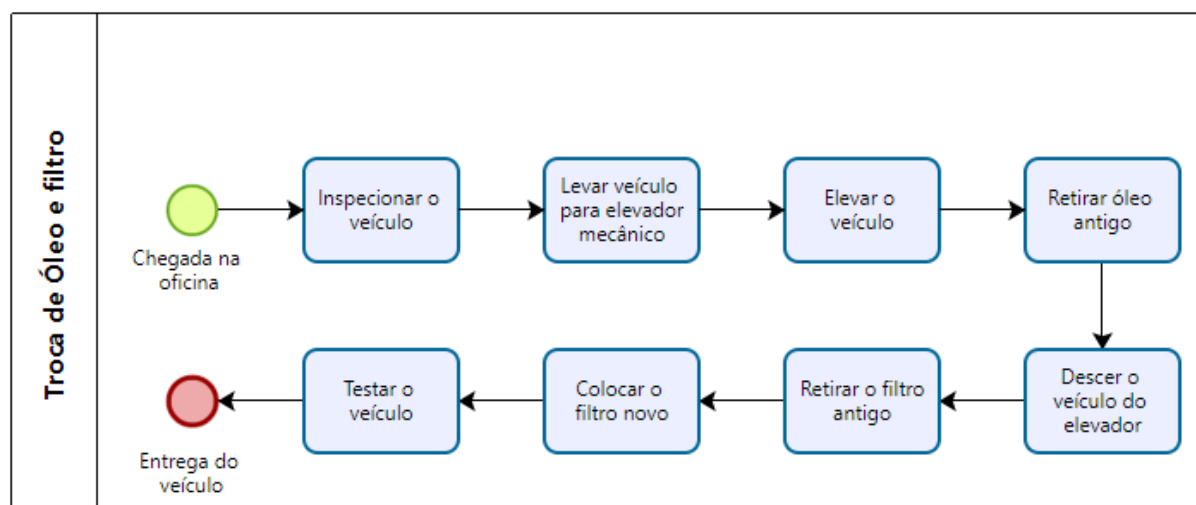 Troca de Óleo e filtro
Chegada na
oficina
Inspecionar o
veículo
Levar veículo
para elevador
mecânico
Elevar o
veículo
Retirar óleo
antigo
Descer o
veículo do
elevador
Retirar o filtro
antigo
Colocar o
filtro novo
Testar o
veículo
Entrega do
veículo